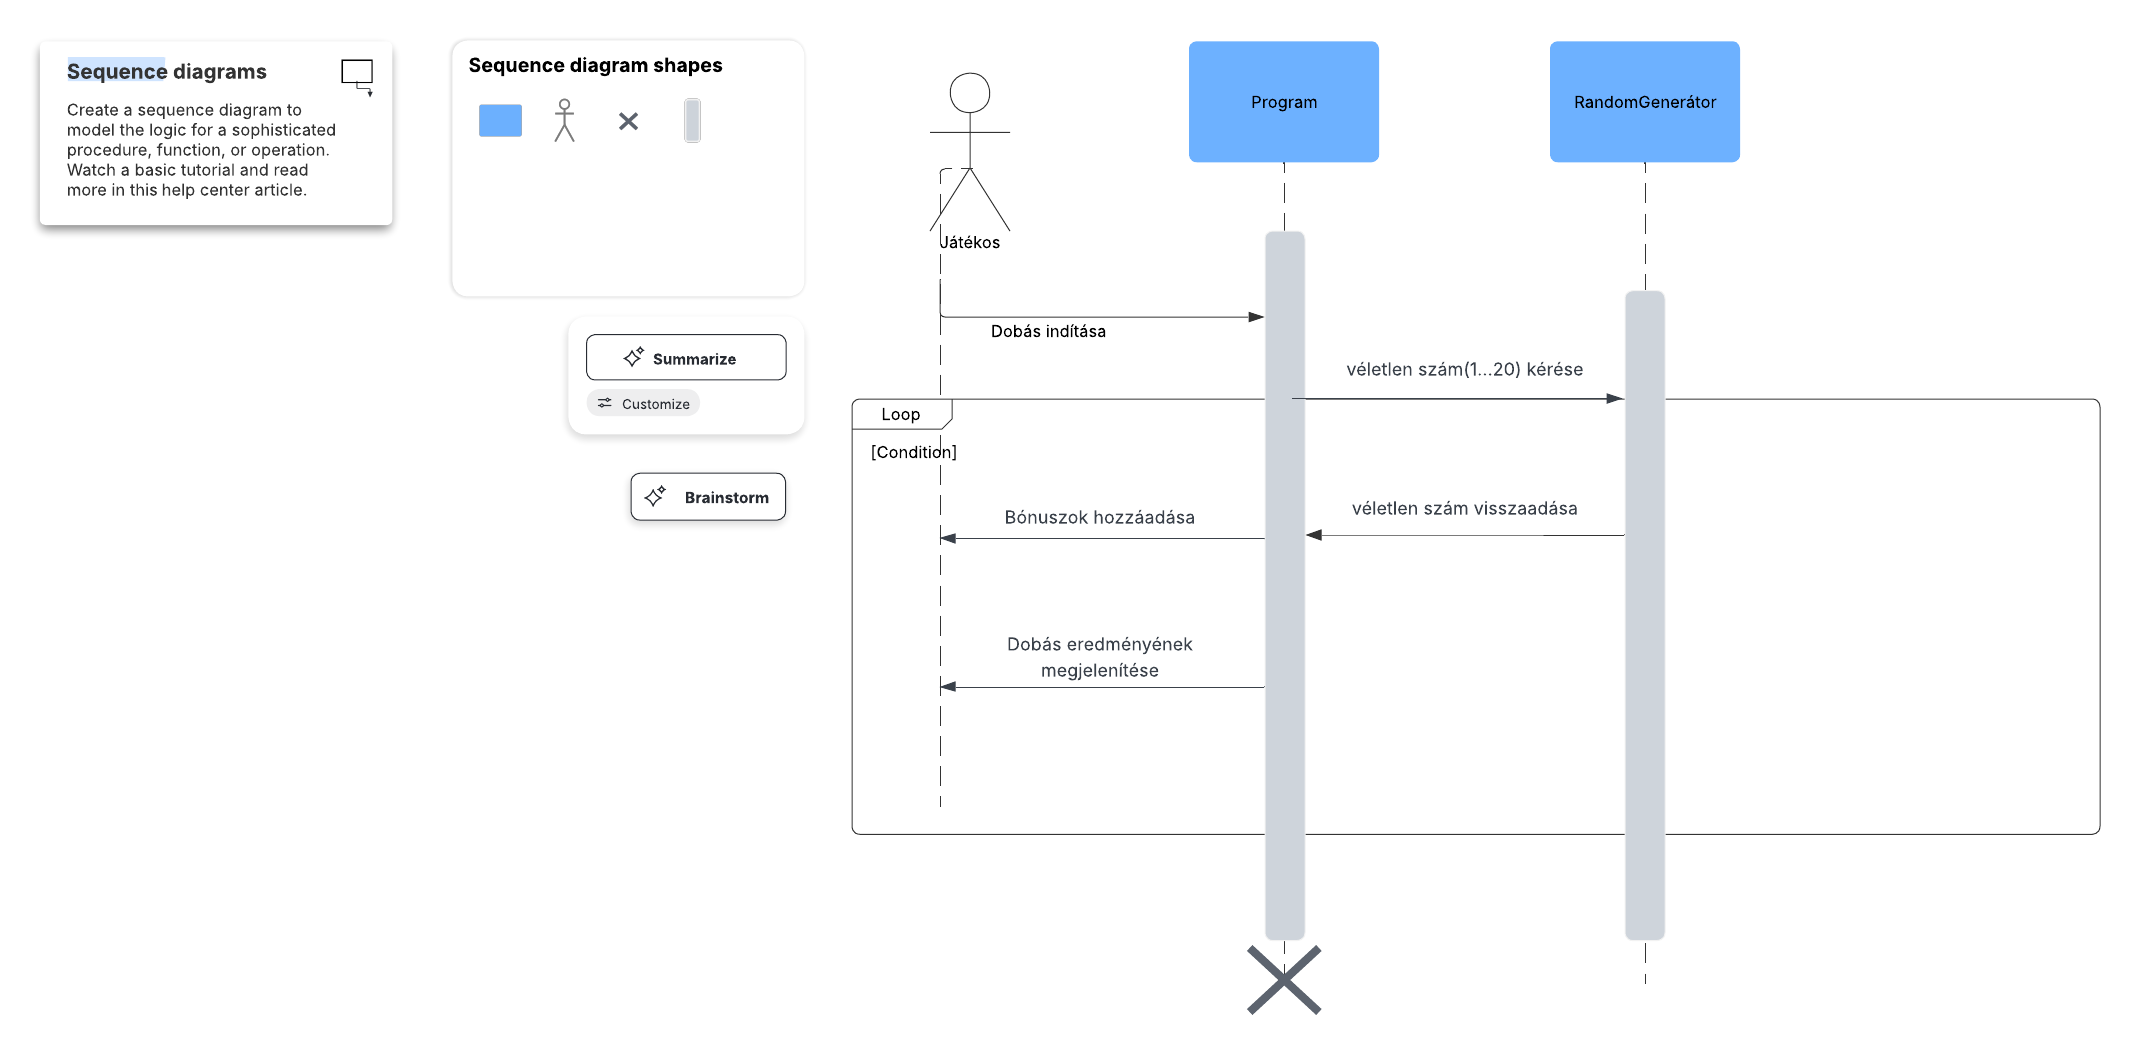 Sequence diagrams
Create a sequence diagram to
model the logic for a sophisticated
procedure, function, or operation.
Watch a basic tutorial and read
more in this help center article.
Sequence diagram shapes
Summarize
Customize
Brainstorm
Játékos
Program
RandomGenerátor
Dobás indítása
véletlen szám(1...20) kérése
Loop
[Condition]
Bónuszok hozzáadása
véletlen szám visszaadása
Dobás eredményének
megjelenítése